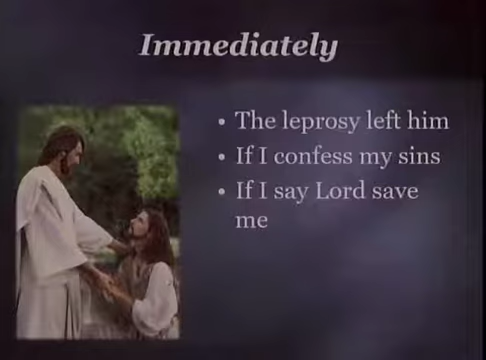 Immediately
• The leprosy left him
• If I confess my sins
• If I say Lord save
me